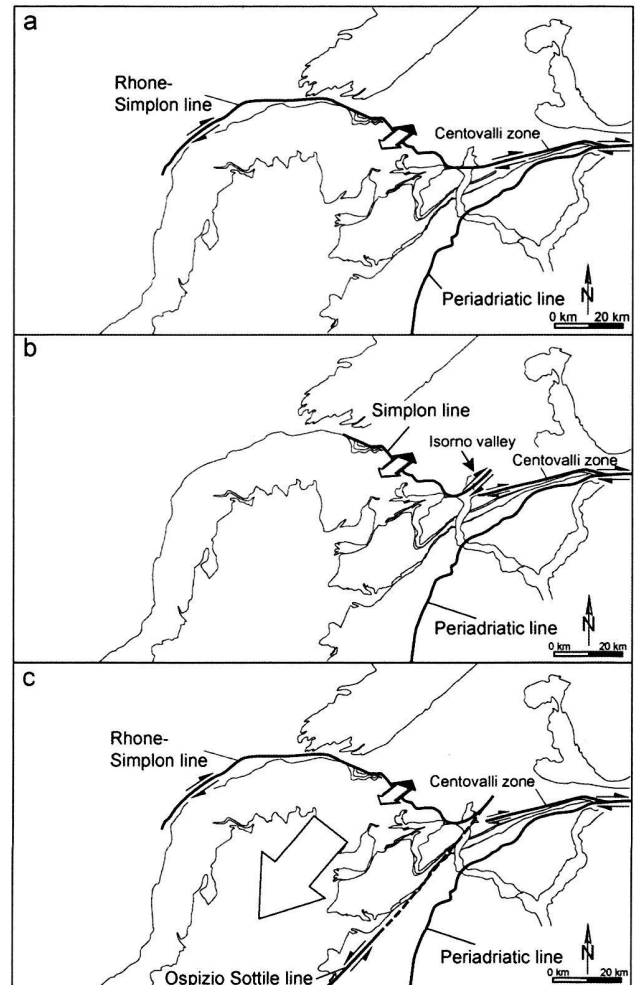 a
Rhone-
Simplon line
Centovalli zone
Periadriatic line
N
0 km 20 km
b
Simplon line
Isorno valley
Centovalli zone
Periadriatic line
N
0 km 20 km
c
Rhone-
Simplon line
Centovalli zone
Periadriatic line
Ospizio Sottile line
N
0 km 20 km